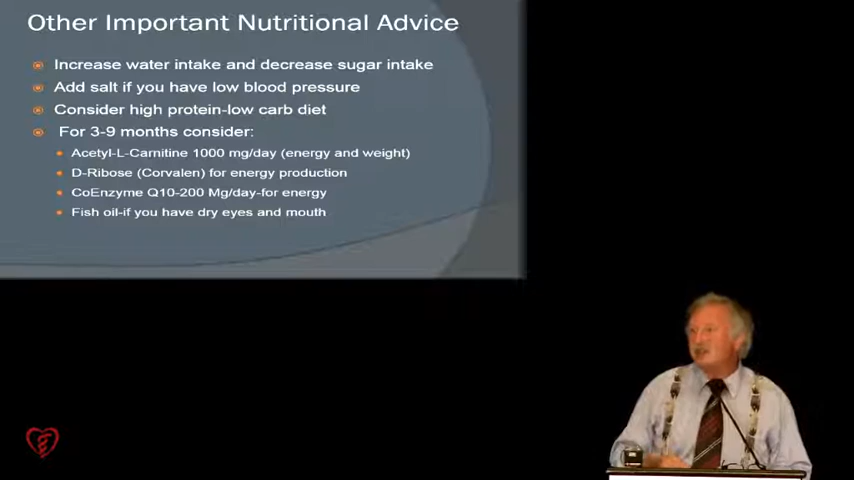 Other Important Nutritional Advice
Increase water intake and decrease sugar intake
Add salt if you have low blood pressure
Consider high protein-low carb diet
For 3-9 months consider:
Acetyl-L-Carnitine 1000 mg/day (energy and weight)
D-Ribose (Corvalen) for energy production
CoEnzyme Q10-200 Mg/day-for energy
Fish oil-if you have dry eyes and mouth